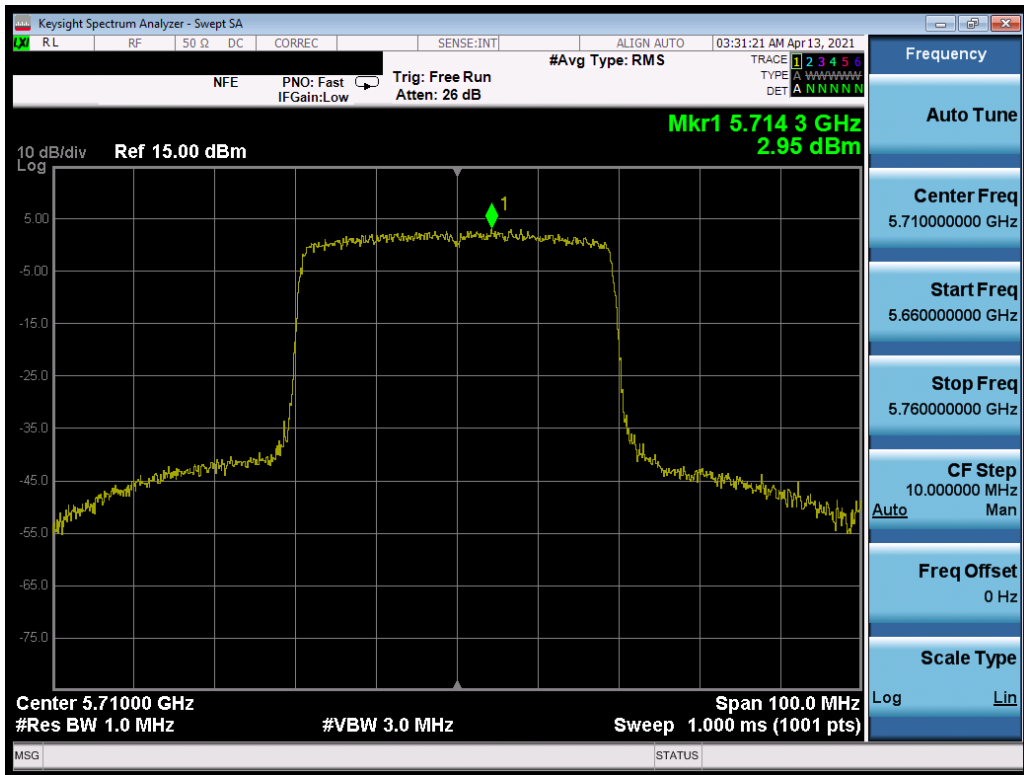 Keysight Spectrum Analyzer - Swept SA
LXI RL RF 50 Ω DC CORREC SENSE:INT ALIGN AUTO 03:31:21 AM Apr 13, 2021
#Avg Type: RMS TRACE 1 2 3 4 5 6
NFE PNO: Fast Trig: Free Run TYPE A WWWWW
IFGain:Low Atten: 26 dB DET A N N N N N
Mkr1 5.714 3 GHz
2.95 dBm
10 dB/div Ref 15.00 dBm
Log
1
5.00
-5.00
-15.0
-25.0
-35.0
-45.0
-55.0
-65.0
-75.0
Center 5.71000 GHz Span 100.0 MHz
#Res BW 1.0 MHz #VBW 3.0 MHz Sweep 1.000 ms (1001 pts)
MSG STATUS
Frequency
Auto Tune
Center Freq
5.710000000 GHz
Start Freq
5.660000000 GHz
Stop Freq
5.760000000 GHz
CF Step
10.000000 MHz
Auto Man
Freq Offset
0 Hz
Scale Type
Log Lin